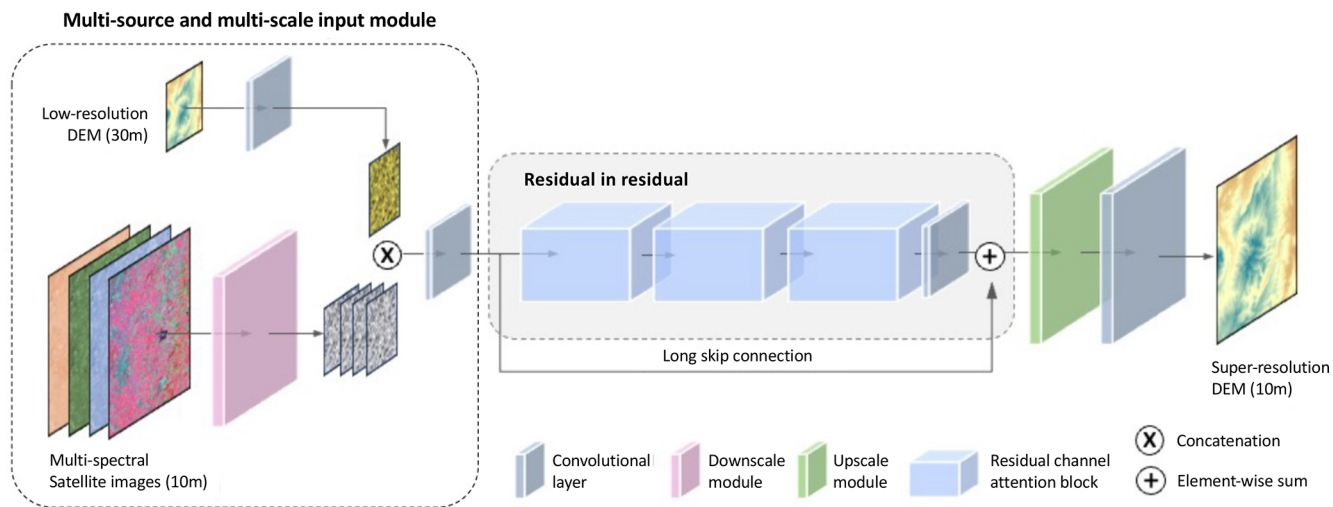 Multi-source and multi-scale input module
Low-resolution
DEM (30m)
X
Multi-spectral
Satellite images (10m)
Residual in residual
+
Long skip connection
Super-resolution
DEM (10m)
Convolutional
layer
Downscale
module
Upscale
module
Residual channel
attention block
X Concatenation
+ Element-wise sum